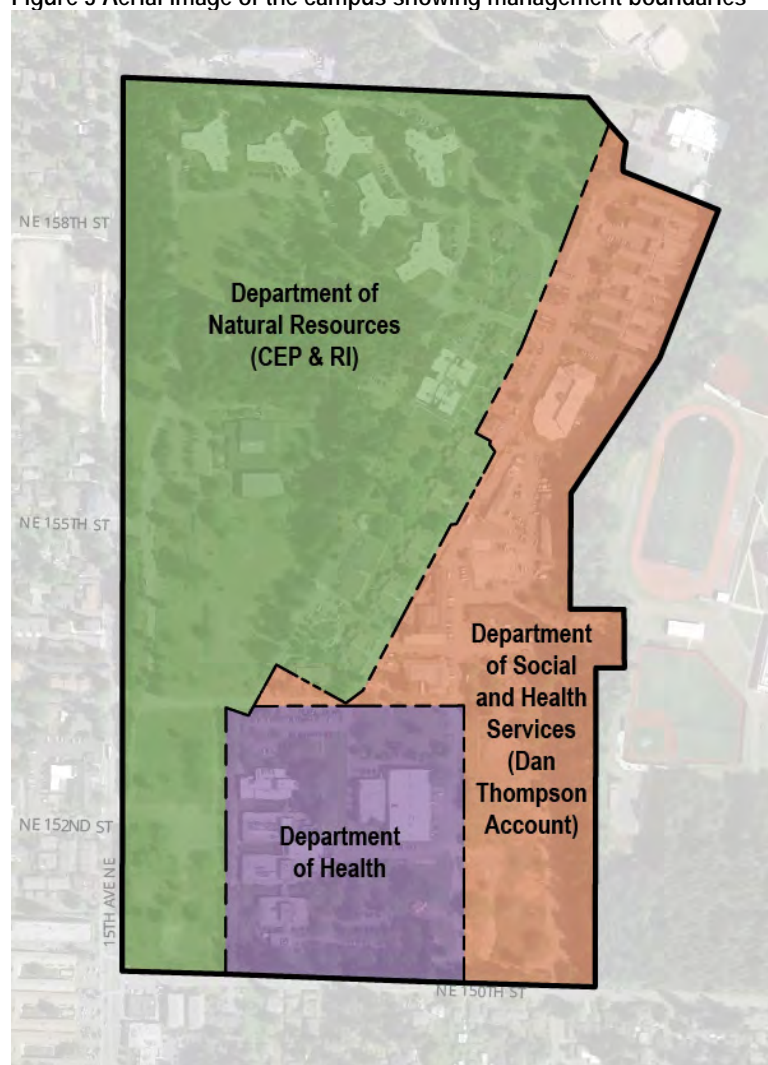 Figure 5 Aerial image of the campus showing management boundaries
NE 158TH ST
Department of
Natural Resources
(CEP & RI)
NE 155TH ST
Department
of Social
and Health
Services
(Dan
Thompson
Account)
NE 152ND ST
Department
of Health
15TH AVE NE
NE 150TH ST